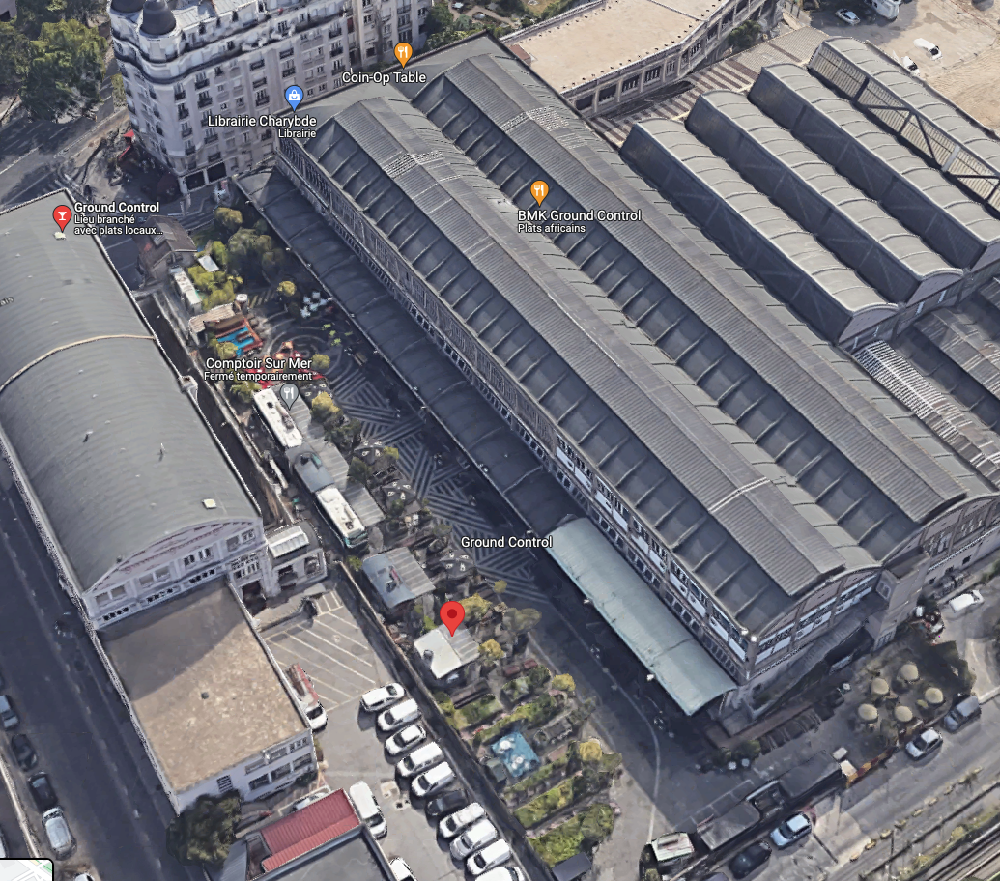 Coin-Op Table
Librairie Charybde
Librairie
Ground Control
Lieu branché
avec plats locaux...
BMK Ground Control
Plats africains
Comptoir Sur Mer
Fermé temporairement
Ground Control